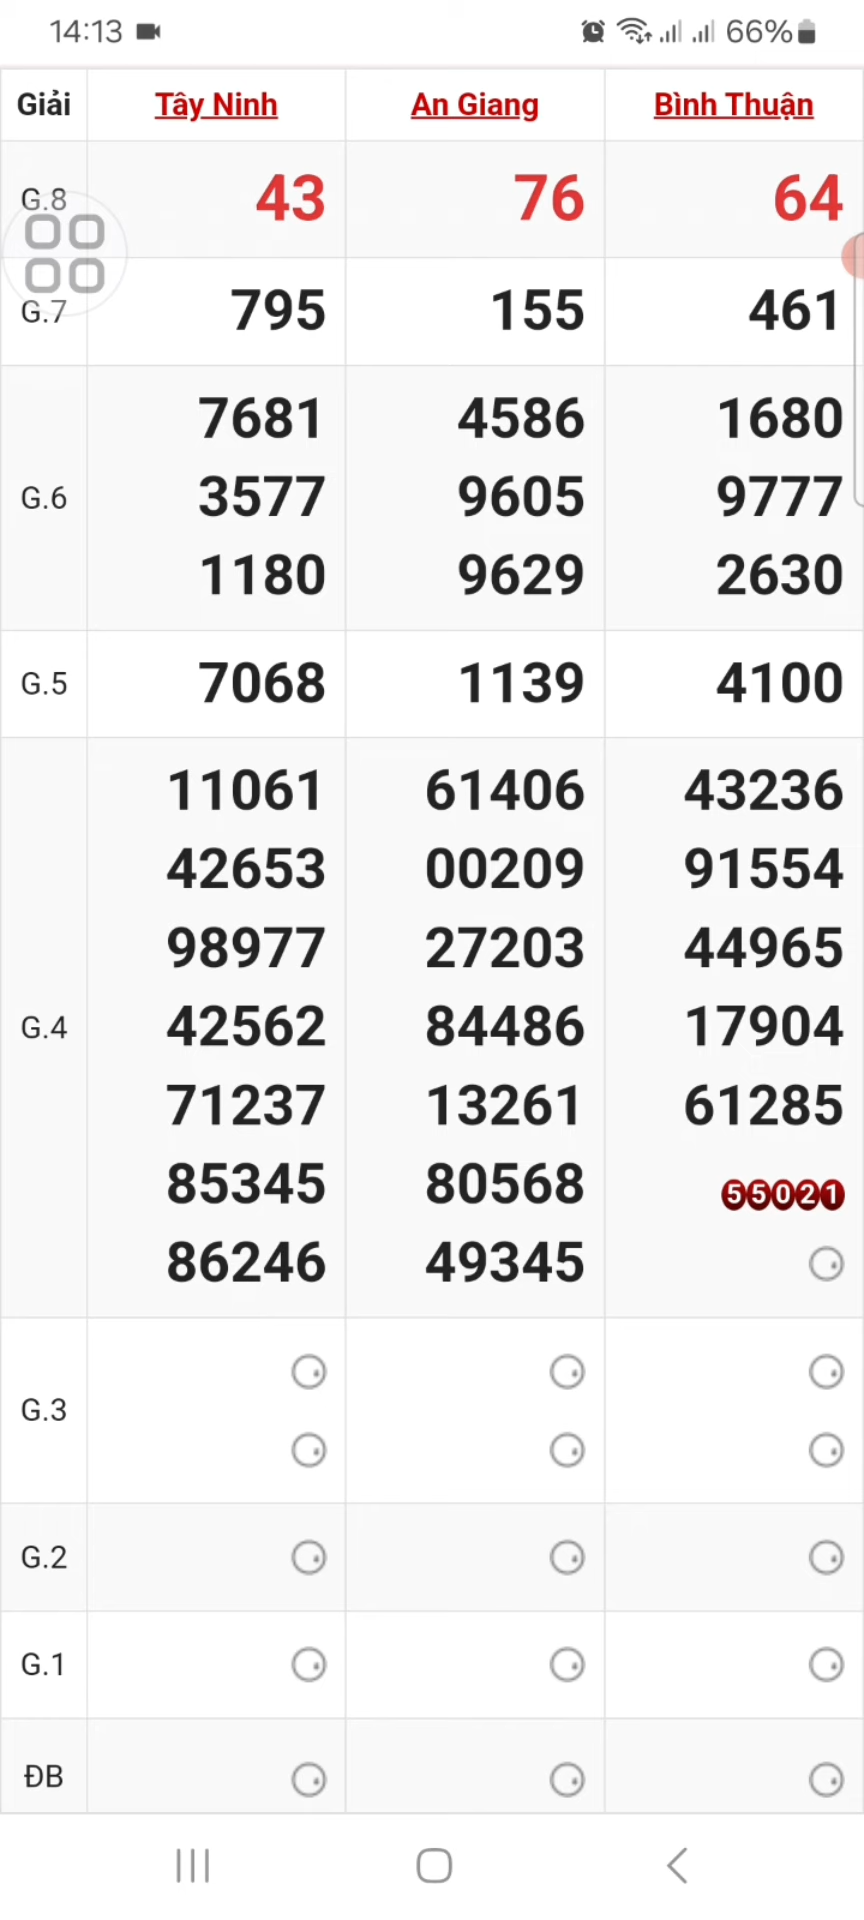 14:13 66%
Giải Tây Ninh An Giang Bình Thuận
G.8 43 76 64
G.7 795 155 461
7681 4586 1680
G.6 3577 9605 9777
1180 9629 2630
G.5 7068 1139 4100
11061 61406 43236
42653 00209 91554
98977 27203 44965
G.4 42562 84486 17904
71237 13261 61285
85345 80568 55021
86246 49345
G.3
G.2
G.1
ĐB